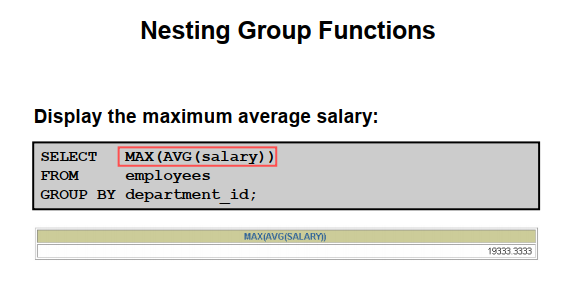 Nesting Group Functions
Display the maximum average salary:
SELECT MAX(AVG(salary))
FROM employees
GROUP BY department_id;
MAX(AVG(SALARY))
19333.3333